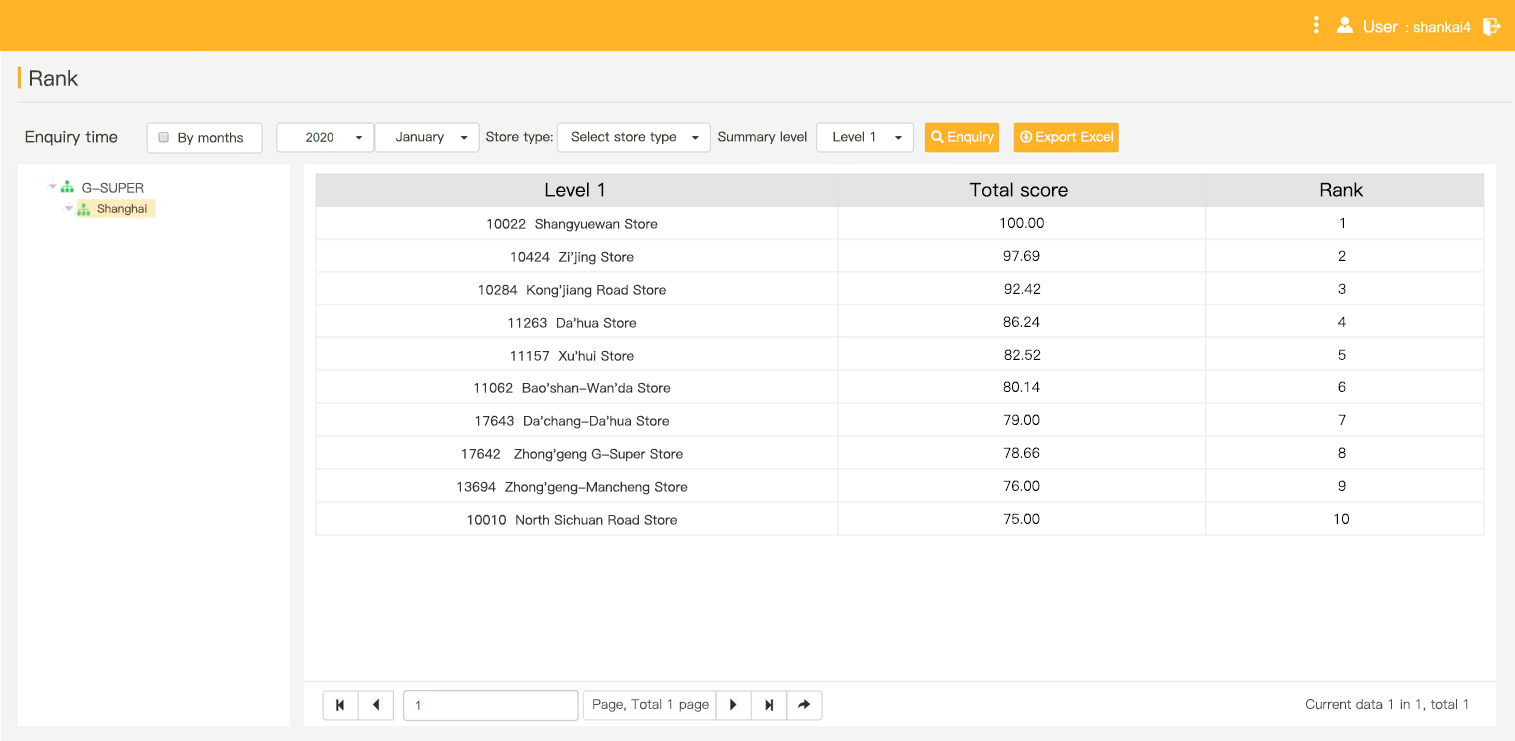 User : shankai4
Rank
Enquiry time By months 2020 January Store type: Select store type Summary level Level 1 Enquiry Export Excel
G-SUPER
Shanghai
Level 1 Total score Rank
10022 Shangyuewan Store 100.00 1
10424 Zi'jing Store 97.69 2
10284 Kong'jiang Road Store 92.42 3
11263 Da'hua Store 86.24 4
11157 Xu'hui Store 82.52 5
11062 Bao'shan-Wan'da Store 80.14 6
17643 Da'chang-Da'hua Store 79.00 7
17642 Zhong'geng G-Super Store 78.66 8
13694 Zhong'geng-Mancheng Store 76.00 9
10010 North Sichuan Road Store 75.00 10
1 Page, Total 1 page Current data 1 in 1, total 1